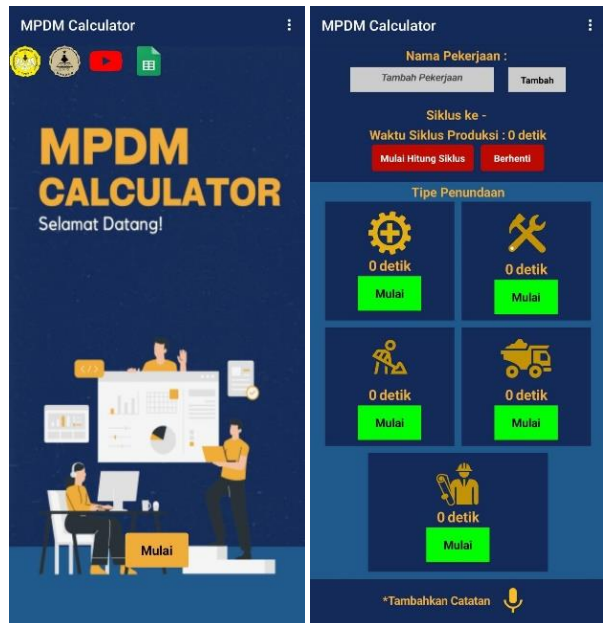 MPDM Calculator
MPDM
CALCULATOR
Selamat Datang!
Mulai
MPDM Calculator
Nama Pekerjaan :
Tambah Pekerjaan
Tambah
Siklus ke -
Waktu Siklus Produksi : 0 detik
Mulai Hitung Siklus
Berhenti
Tipe Penundaan
0 detik
Mulai
0 detik
Mulai
0 detik
Mulai
0 detik
Mulai
0 detik
Mulai
*Tambahkan Catatan